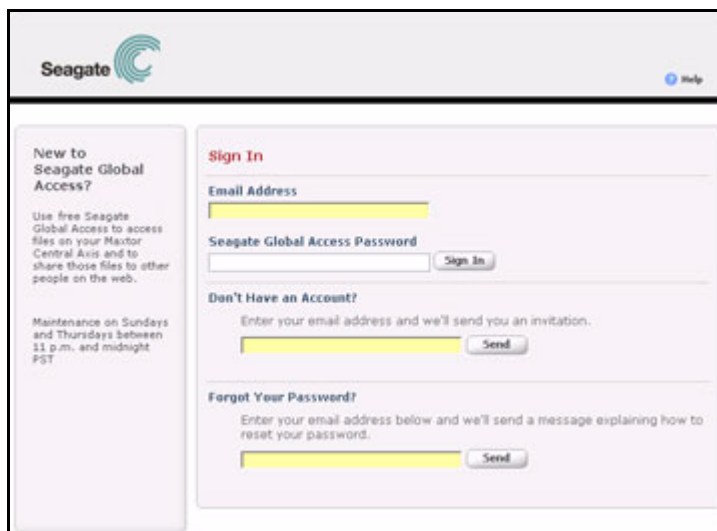 Seagate
Help
New to
Seagate Global
Access?
Use free Seagate
Global Access to access
files on your Maxtor
Central Axis and to
share those files to other
people on the web.
Maintenance on Sundays
and Thursdays between
11 p.m. and midnight
PST
Sign In
Email Address
Seagate Global Access Password
Sign In
Don't Have an Account?
Enter your email address and we'll send you an invitation.
Send
Forgot Your Password?
Enter your email address below and we'll send a message explaining how to
reset your password.
Send